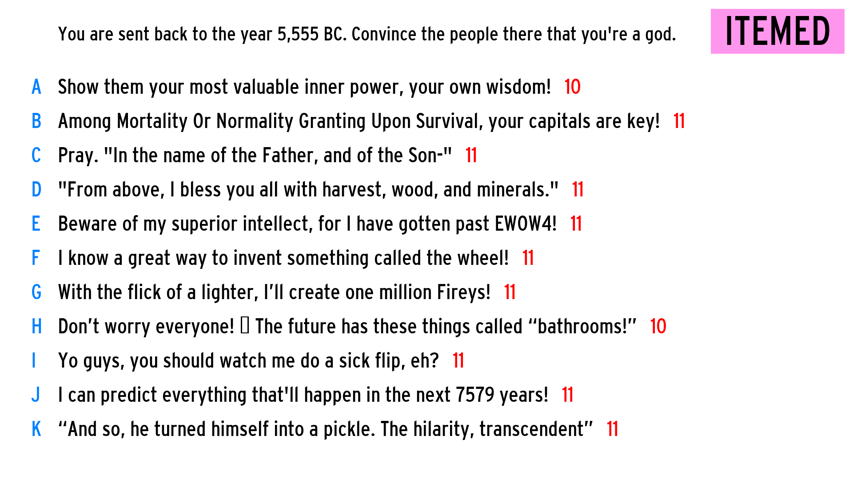 You are sent back to the year 5,555 BC. Convince the people there that you're a god.
ITEMED
A Show them your most valuable inner power, your own wisdom! 10
B Among Mortality Or Normality Granting Upon Survival, your capitals are key! 11
C Pray. "In the name of the Father, and of the Son-" 11
D "From above, I bless you all with harvest, wood, and minerals." 11
E Beware of my superior intellect, for I have gotten past EWOW4! 11
F I know a great way to invent something called the wheel! 11
G With the flick of a lighter, I’ll create one million Fireys! 11
H Don’t worry everyone! ▯ The future has these things called “bathrooms!” 10
I Yo guys, you should watch me do a sick flip, eh? 11
J I can predict everything that'll happen in the next 7579 years! 11
K “And so, he turned himself into a pickle. The hilarity, transcendent” 11